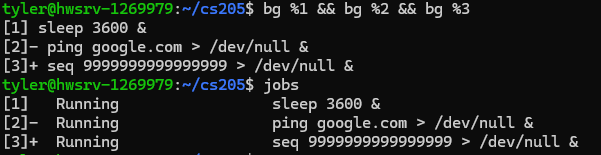 tyler@hwsrv-1269979:~/cs205$ bg %1 && bg %2 && bg %3
[1] sleep 3600 &
[2]- ping google.com > /dev/null &
[3]+ seq 9999999999999999 > /dev/null &
tyler@hwsrv-1269979:~/cs205$ jobs
[1]   Running                 sleep 3600 &
[2]-  Running                 ping google.com > /dev/null &
[3]+  Running                 seq 9999999999999999 > /dev/null &